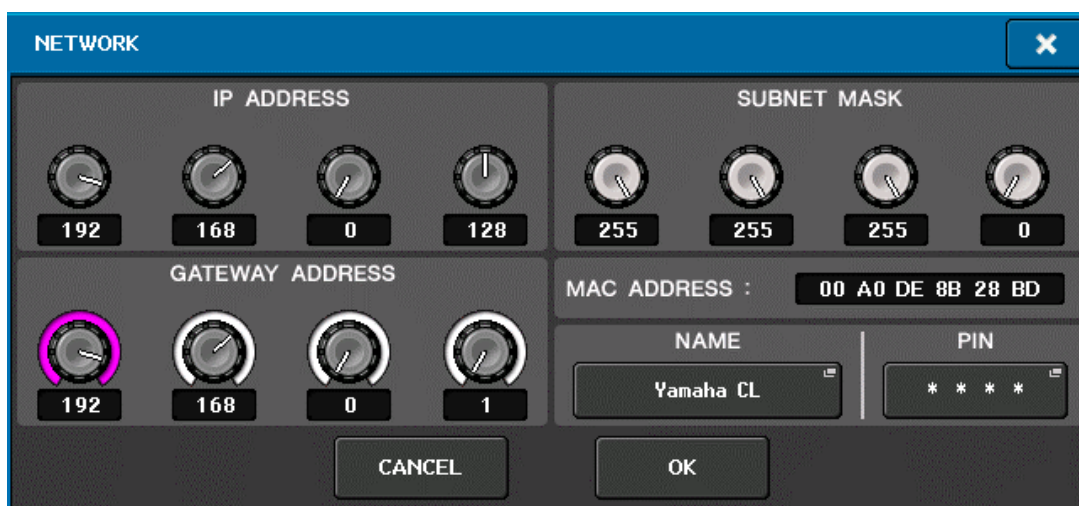 NETWORK
IP ADDRESS
192 168 0 128
SUBNET MASK
255 255 255 0
GATEWAY ADDRESS
192 168 0 1
MAC ADDRESS : 00 A0 DE 8B 28 BD
NAME
Yamaha CL
PIN
* * * *
CANCEL
OK